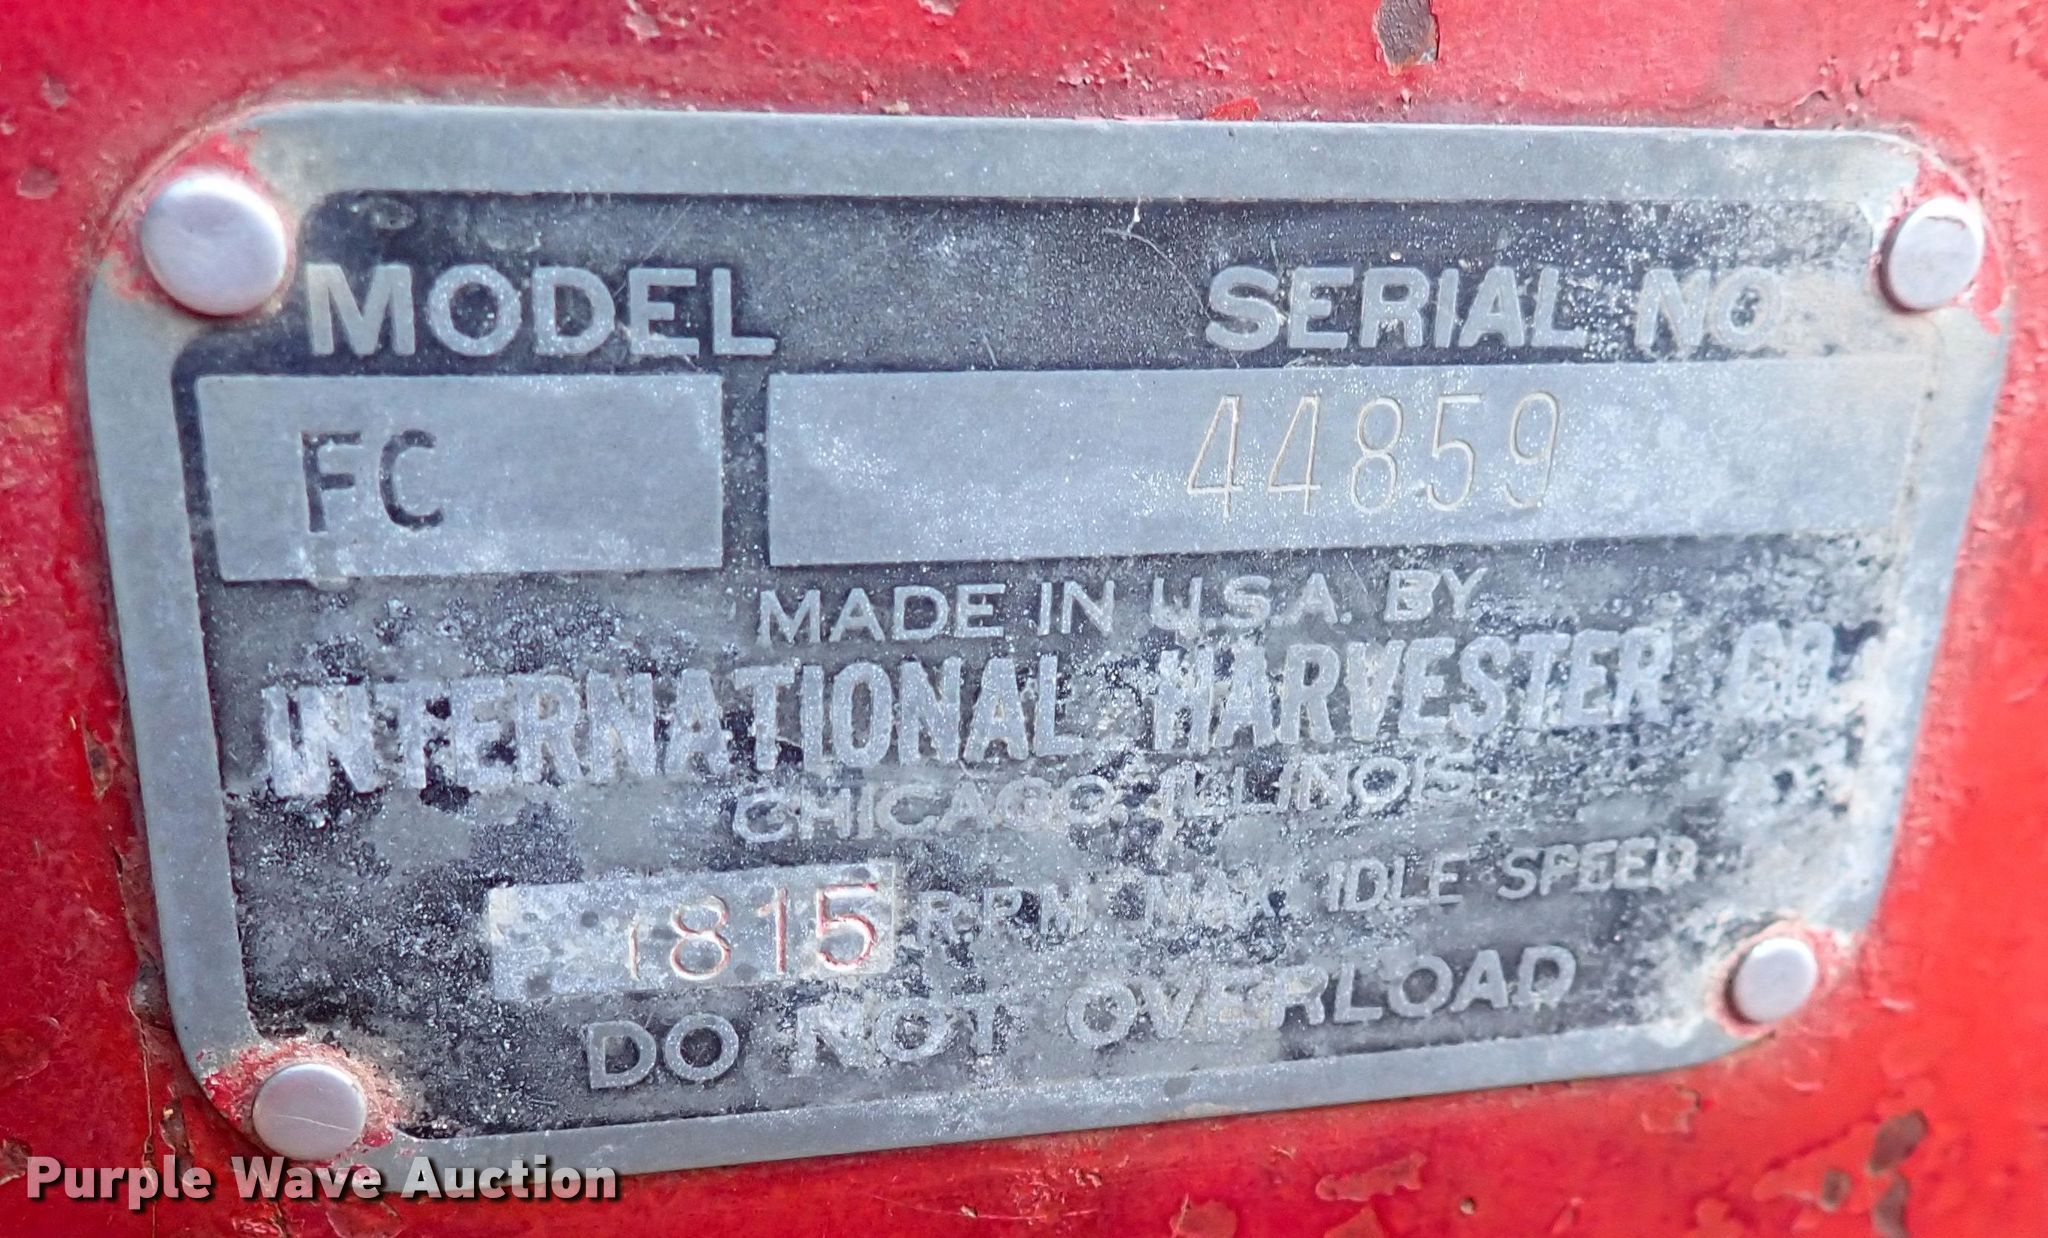 MODEL SERIAL NO
FC 44859
MADE IN U.S.A. BY
INTERNATIONAL HARVESTER CO.
CHICAGO, ILLINOIS
1815 R.P.M. MAX. IDLE SPEED
DO NOT OVERLOAD
Purple Wave Auction